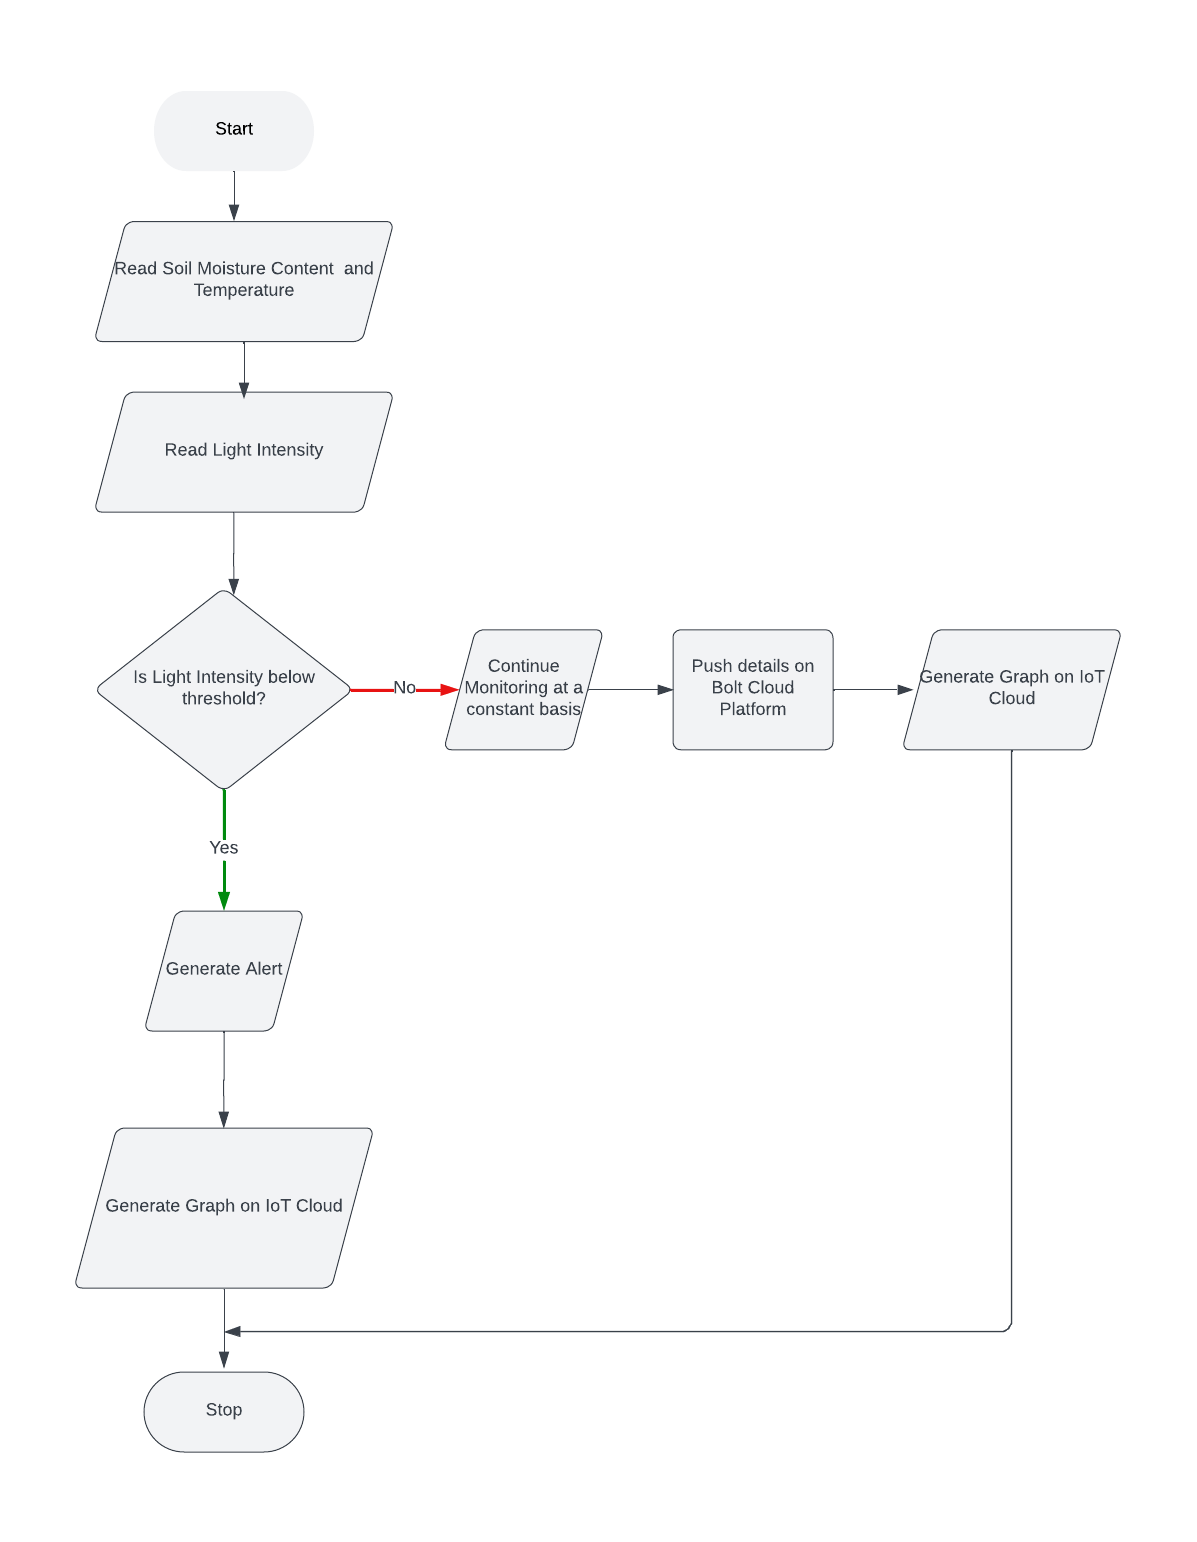 Start
Read Soil Moisture Content  and
Temperature
Read Light Intensity
Is Light Intensity below
threshold?
No
Continue
Monitoring at a
constant basis
Push details on
Bolt Cloud
Platform
Generate Graph on IoT
Cloud
Yes
Generate Alert
Generate Graph on IoT Cloud
Stop